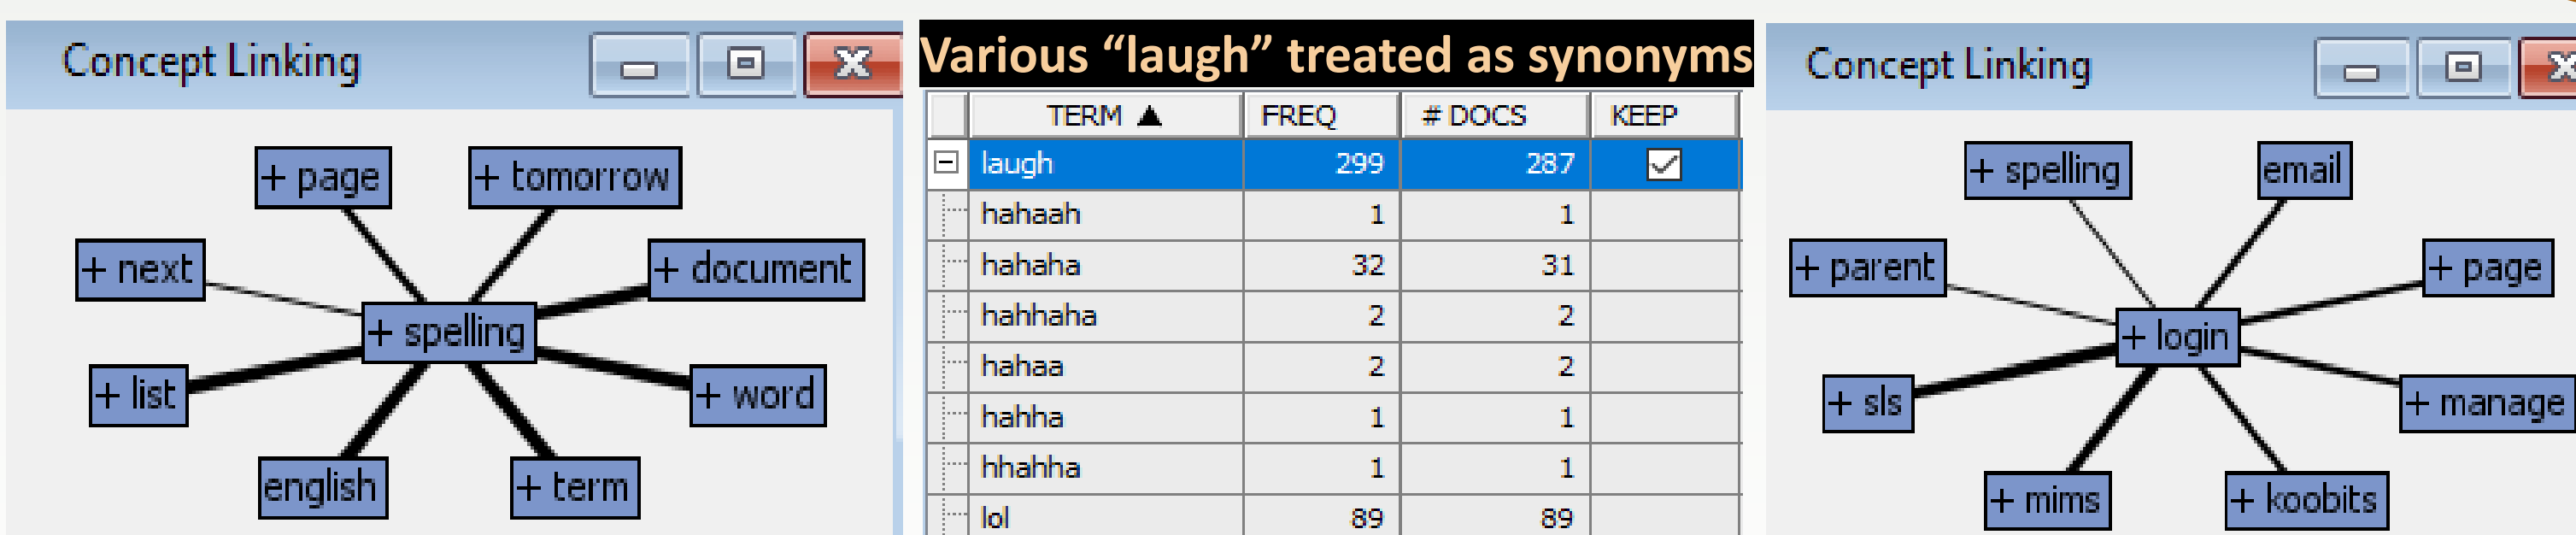 Concept Linking
+ page
+ tomorrow
+ next
+ document
+ spelling
+ list
+ word
english
+ term
Various “laugh” treated as synonyms
TERM ▲ FREQ # DOCS KEEP
laugh 299 287
hahaah 1 1
hahaha 32 31
hahhaha 2 2
hahaa 2 2
hahha 1 1
hhahha 1 1
lol 89 89
Concept Linking
+ spelling
email
+ parent
+ page
+ login
+ sls
+ manage
+ mims
+ koobits